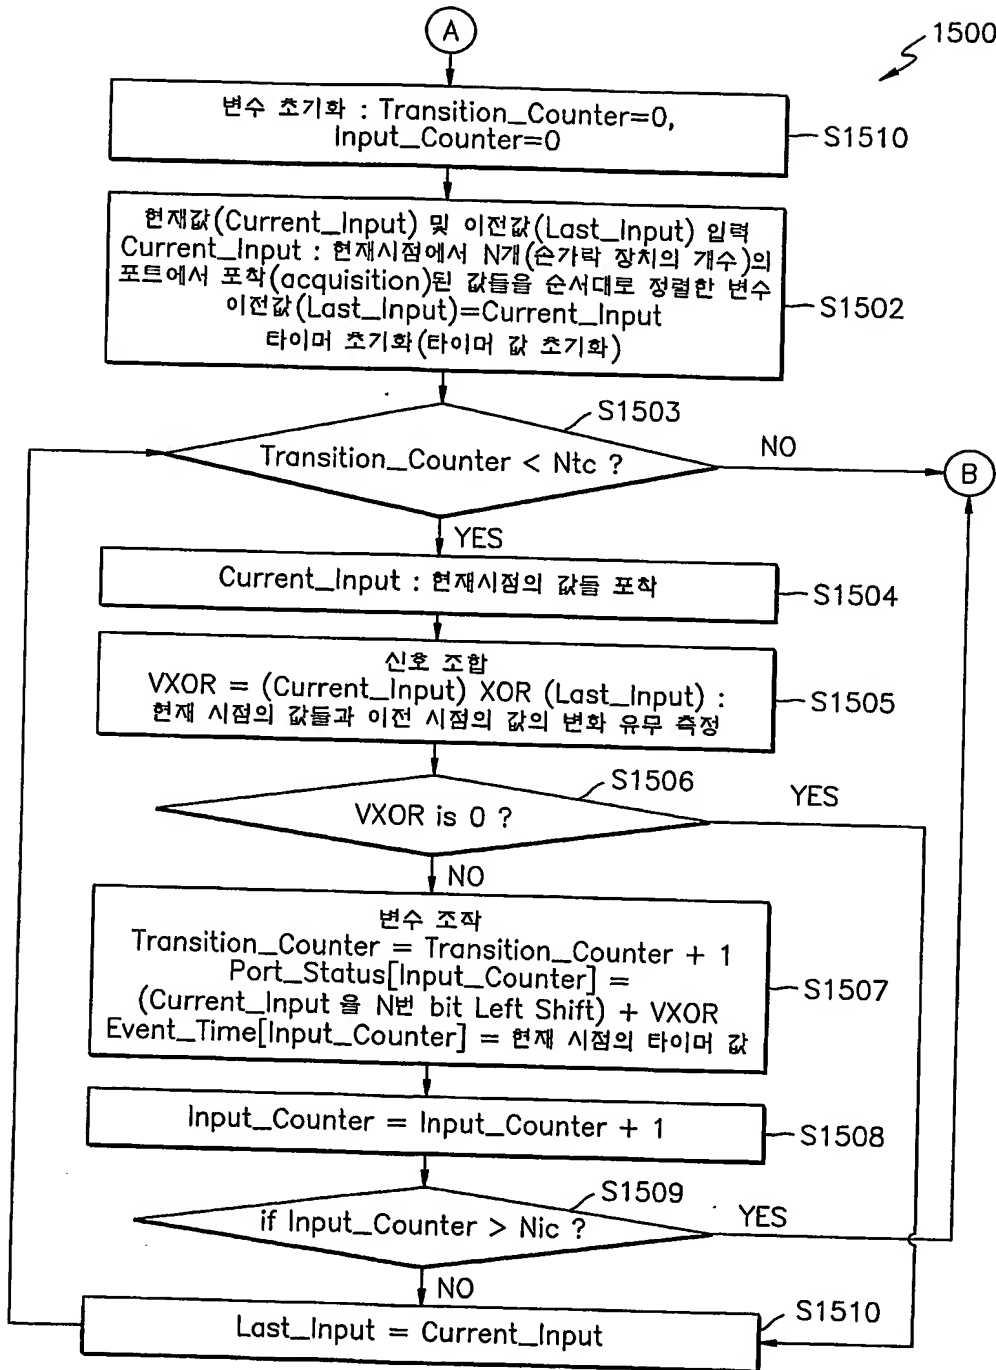 A
1500
변수 초기화 : Transition_Counter=0,
Input_Counter=0
S1510
현재값(Current_Input) 및 이전값(Last_Input) 입력
Current_Input : 현재시점에서 N개(손가락 장치의 개수)의
포트에서 포착(acquisition)된 값들을 순서대로 정렬한 변수
이전값(Last_Input)=Current_Input
타이머 초기화(타이머 값 초기화)
S1502
S1503
Transition_Counter < Ntc ?
NO
B
YES
Current_Input : 현재시점의 값들 포착
S1504
신호 조합
VXOR = (Current_Input) XOR (Last_Input) :
현재 시점의 값들과 이전 시점의 값의 변화 유무 측정
S1505
S1506
VXOR is 0 ?
YES
NO
변수 조작
Transition_Counter = Transition_Counter + 1
Port_Status[Input_Counter] =
(Current_Input 을 N번 bit Left Shift) + VXOR
Event_Time[Input_Counter] = 현재 시점의 타이머 값
S1507
Input_Counter = Input_Counter + 1
S1508
S1509
if Input_Counter > Nic ?
YES
NO
S1510
Last_Input = Current_Input